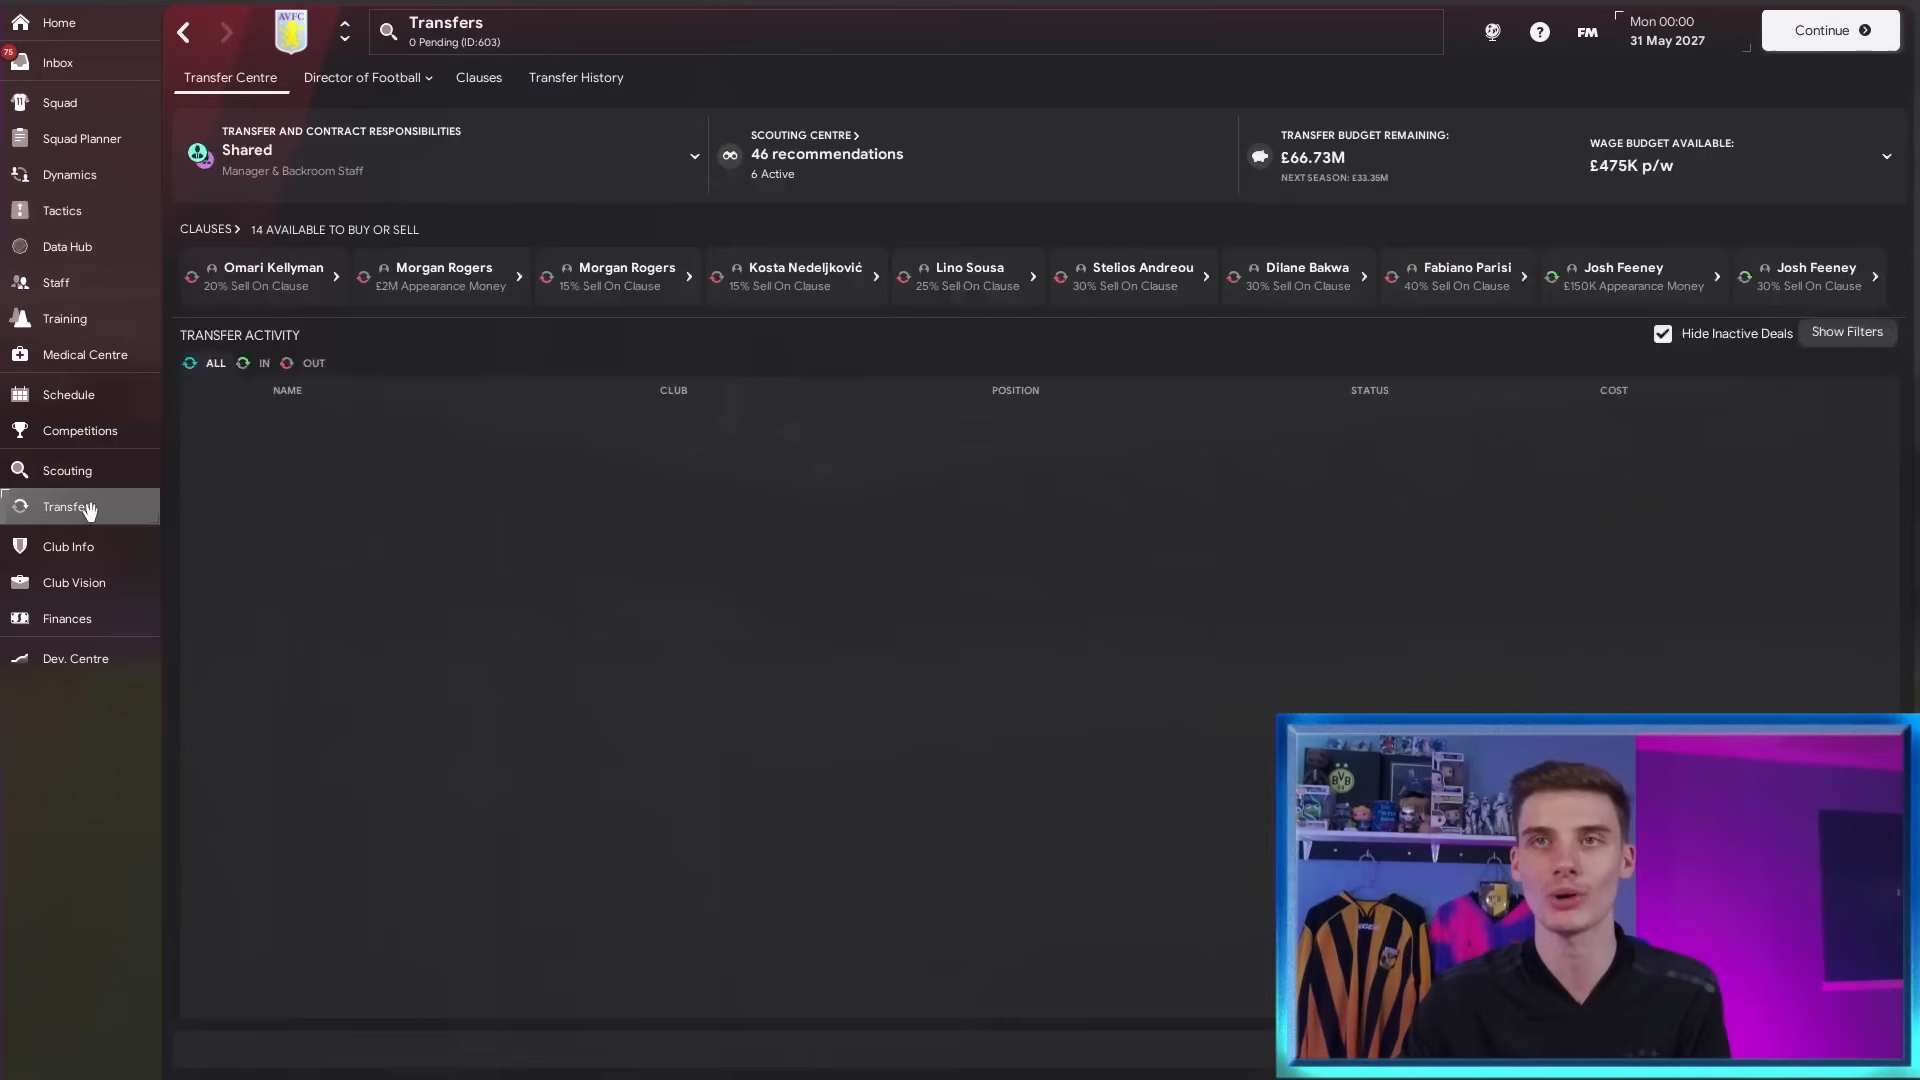 Home
75
Inbox
Squad
Squad Planner
Dynamics
Tactics
Data Hub
Staff
Training
Medical Centre
Schedule
Competitions
Scouting
Transfers
Club Info
Club Vision
Finances
Dev. Centre
AVFC
Transfers
0 Pending (ID:603)
FM
Mon 00:00
31 May 2027
Continue
Transfer Centre
Director of Football
Clauses
Transfer History
TRANSFER AND CONTRACT RESPONSIBILITIES
Shared
Manager & Backroom Staff
SCOUTING CENTRE
46 recommendations
6 Active
TRANSFER BUDGET REMAINING:
£66.73M
NEXT SEASON: £33.35M
WAGE BUDGET AVAILABLE:
£475K p/w
CLAUSES
14 AVAILABLE TO BUY OR SELL
Omari Kellyman
20% Sell On Clause
Morgan Rogers
£2M Appearance Money
Morgan Rogers
15% Sell On Clause
Kosta Nedeljković
15% Sell On Clause
Lino Sousa
25% Sell On Clause
Stelios Andreou
30% Sell On Clause
Dilane Bakwa
30% Sell On Clause
Fabiano Parisi
40% Sell On Clause
Josh Feeney
£150K Appearance Money
Josh Feeney
30% Sell On Clause
TRANSFER ACTIVITY
Hide Inactive Deals
Show Filters
ALL
IN
OUT
NAME
CLUB
POSITION
STATUS
COST
BVB